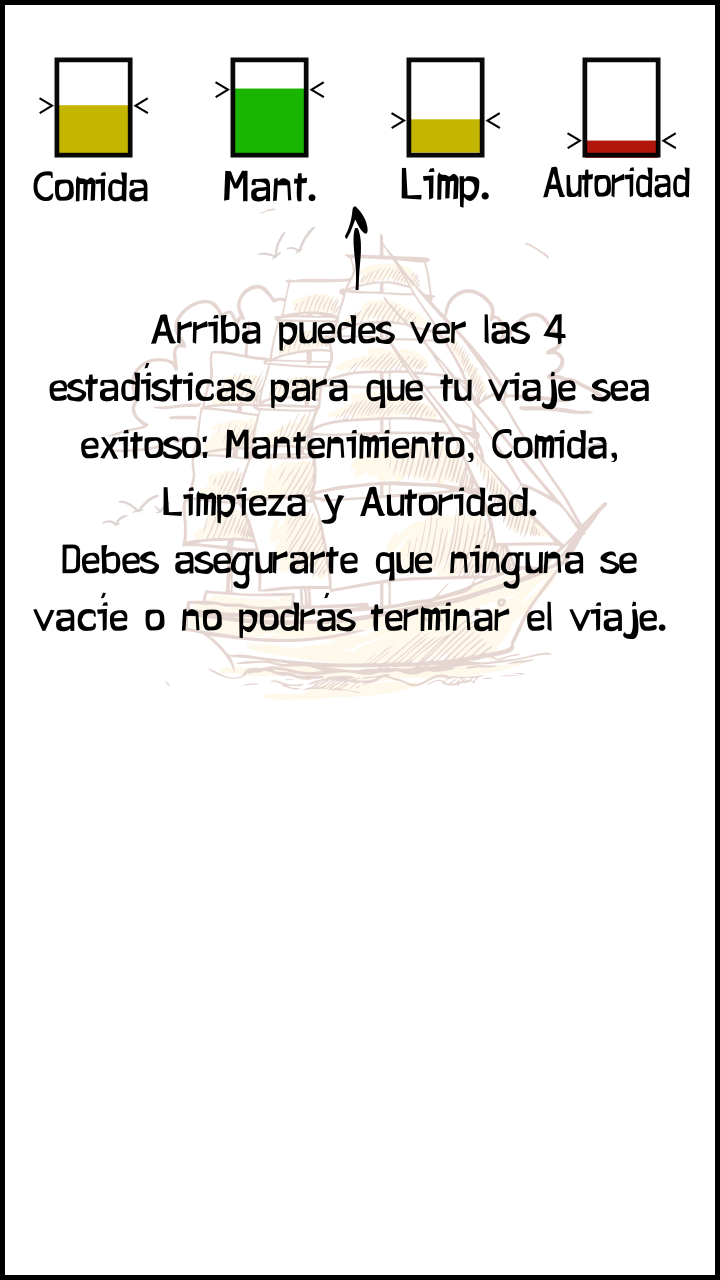 Comida Mant. Limp. Autoridad
Arriba puedes ver las 4
estadísticas para que tu viaje sea
exitoso: Mantenimiento, Comida,
Limpieza y Autoridad.
Debes asegurarte que ninguna se
vacíe o no podrás terminar el viaje.